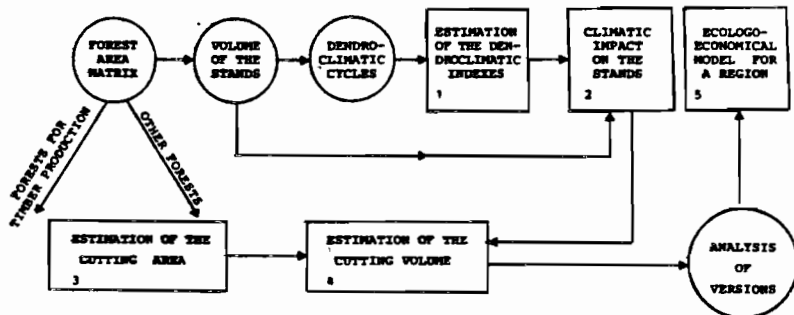 FOREST
AREA
MATRIX
VOLUME
OF THE
STANDS
DENDRO-
CLIMATIC
CYCLES
ESTIMATION
OF THE DEN-
DROCLIMATIC
INDEXES
1
CLIMATIC
IMPACT
ON THE
STANDS
2
ECOLOGO-
ECONOMICAL
MODEL FOR
A REGION
5
FORESTS FOR
TIMBER PRODUCTION
OTHER FORESTS
ESTIMATION OF THE
CUTTING AREA
3
ESTIMATION OF THE
CUTTING VOLUME
4
ANALYSIS
OF
VERSIONS